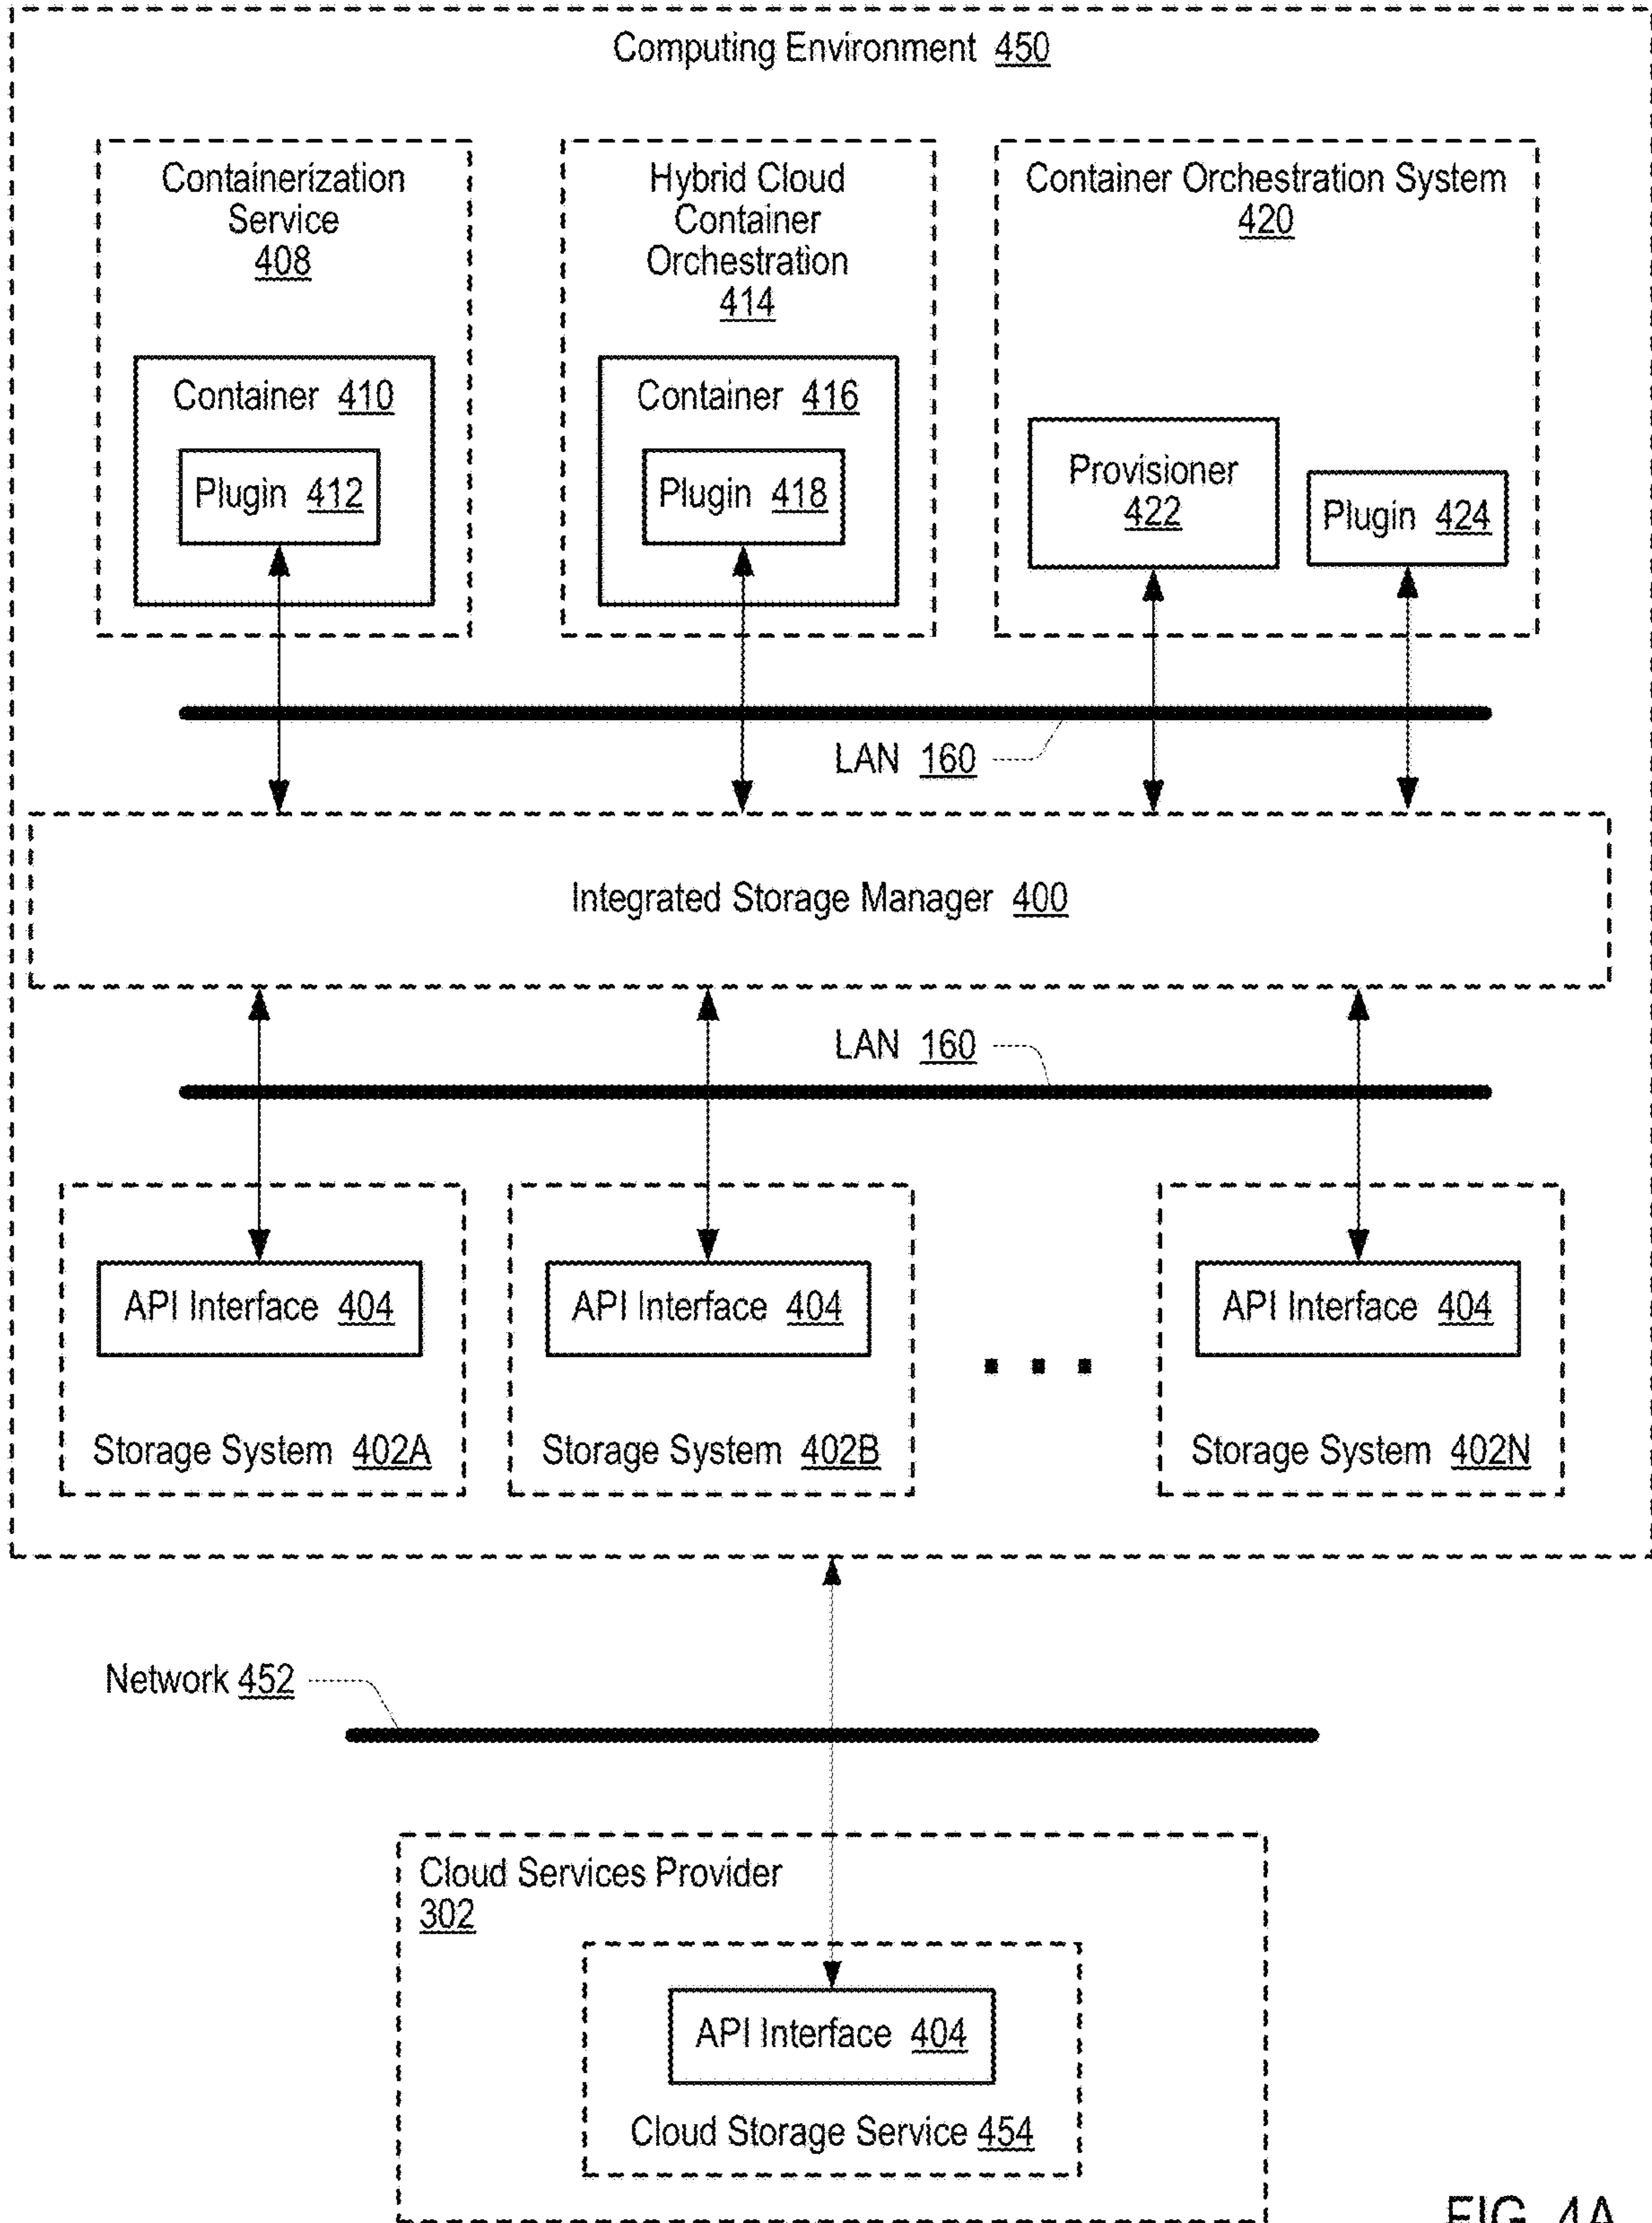 Computing Environment 450
Containerization
Service
408
Container 410
Plugin 412
Hybrid Cloud
Container
Orchestration
414
Container 416
Plugin 418
Container Orchestration System
420
Provisioner
422
Plugin 424
LAN 160
Integrated Storage Manager 400
LAN 160
API Interface 404
Storage System 402A
API Interface 404
Storage System 402B
. . .
API Interface 404
Storage System 402N
Network 452
Cloud Services Provider
302
API Interface 404
Cloud Storage Service 454
FIG. 4A